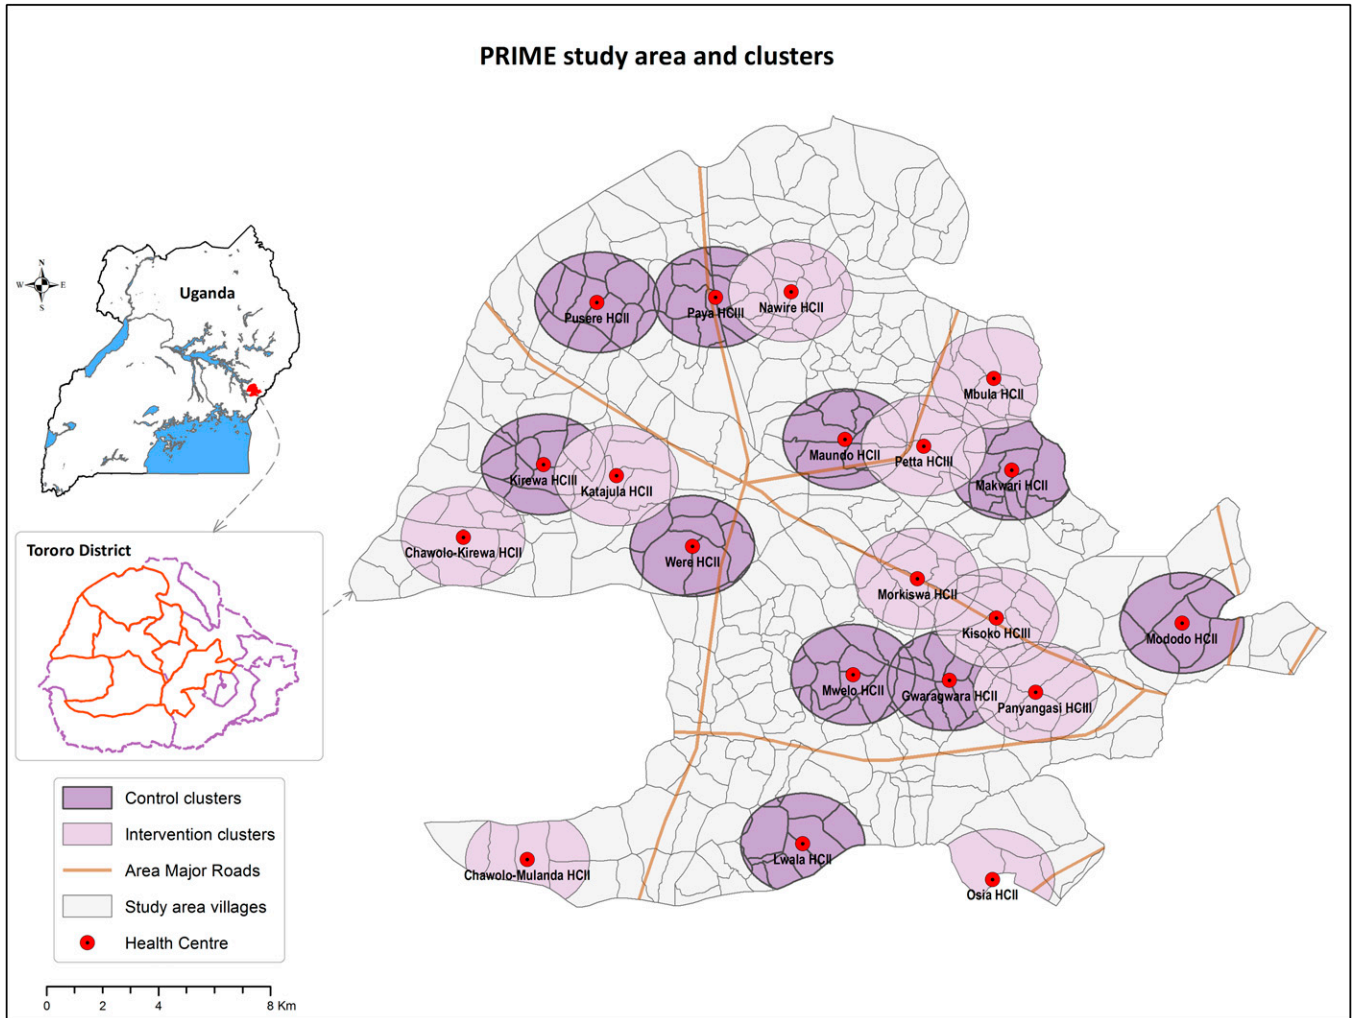 PRIME study area and clusters
N
W
E
S
Uganda
Pusere HCII
Paya HCIII
Nawire HCII
Mbula HCII
Maundo HCII
Petta HCIII
Makwari HCII
Kirewa HCIII
Katajula HCII
Chawolo-Kirewa HCII
Were HCII
Morkiswa HCII
Kisoko HCIII
Mododo HCII
Mwelo HCII
Gwaragwara HCII
Panyangasi HCIII
Lwala HCII
Chawolo-Mulanda HCII
Osia HCII
Tororo District
Control clusters
Intervention clusters
Area Major Roads
Study area villages
Health Centre
0 2 4 8 Km